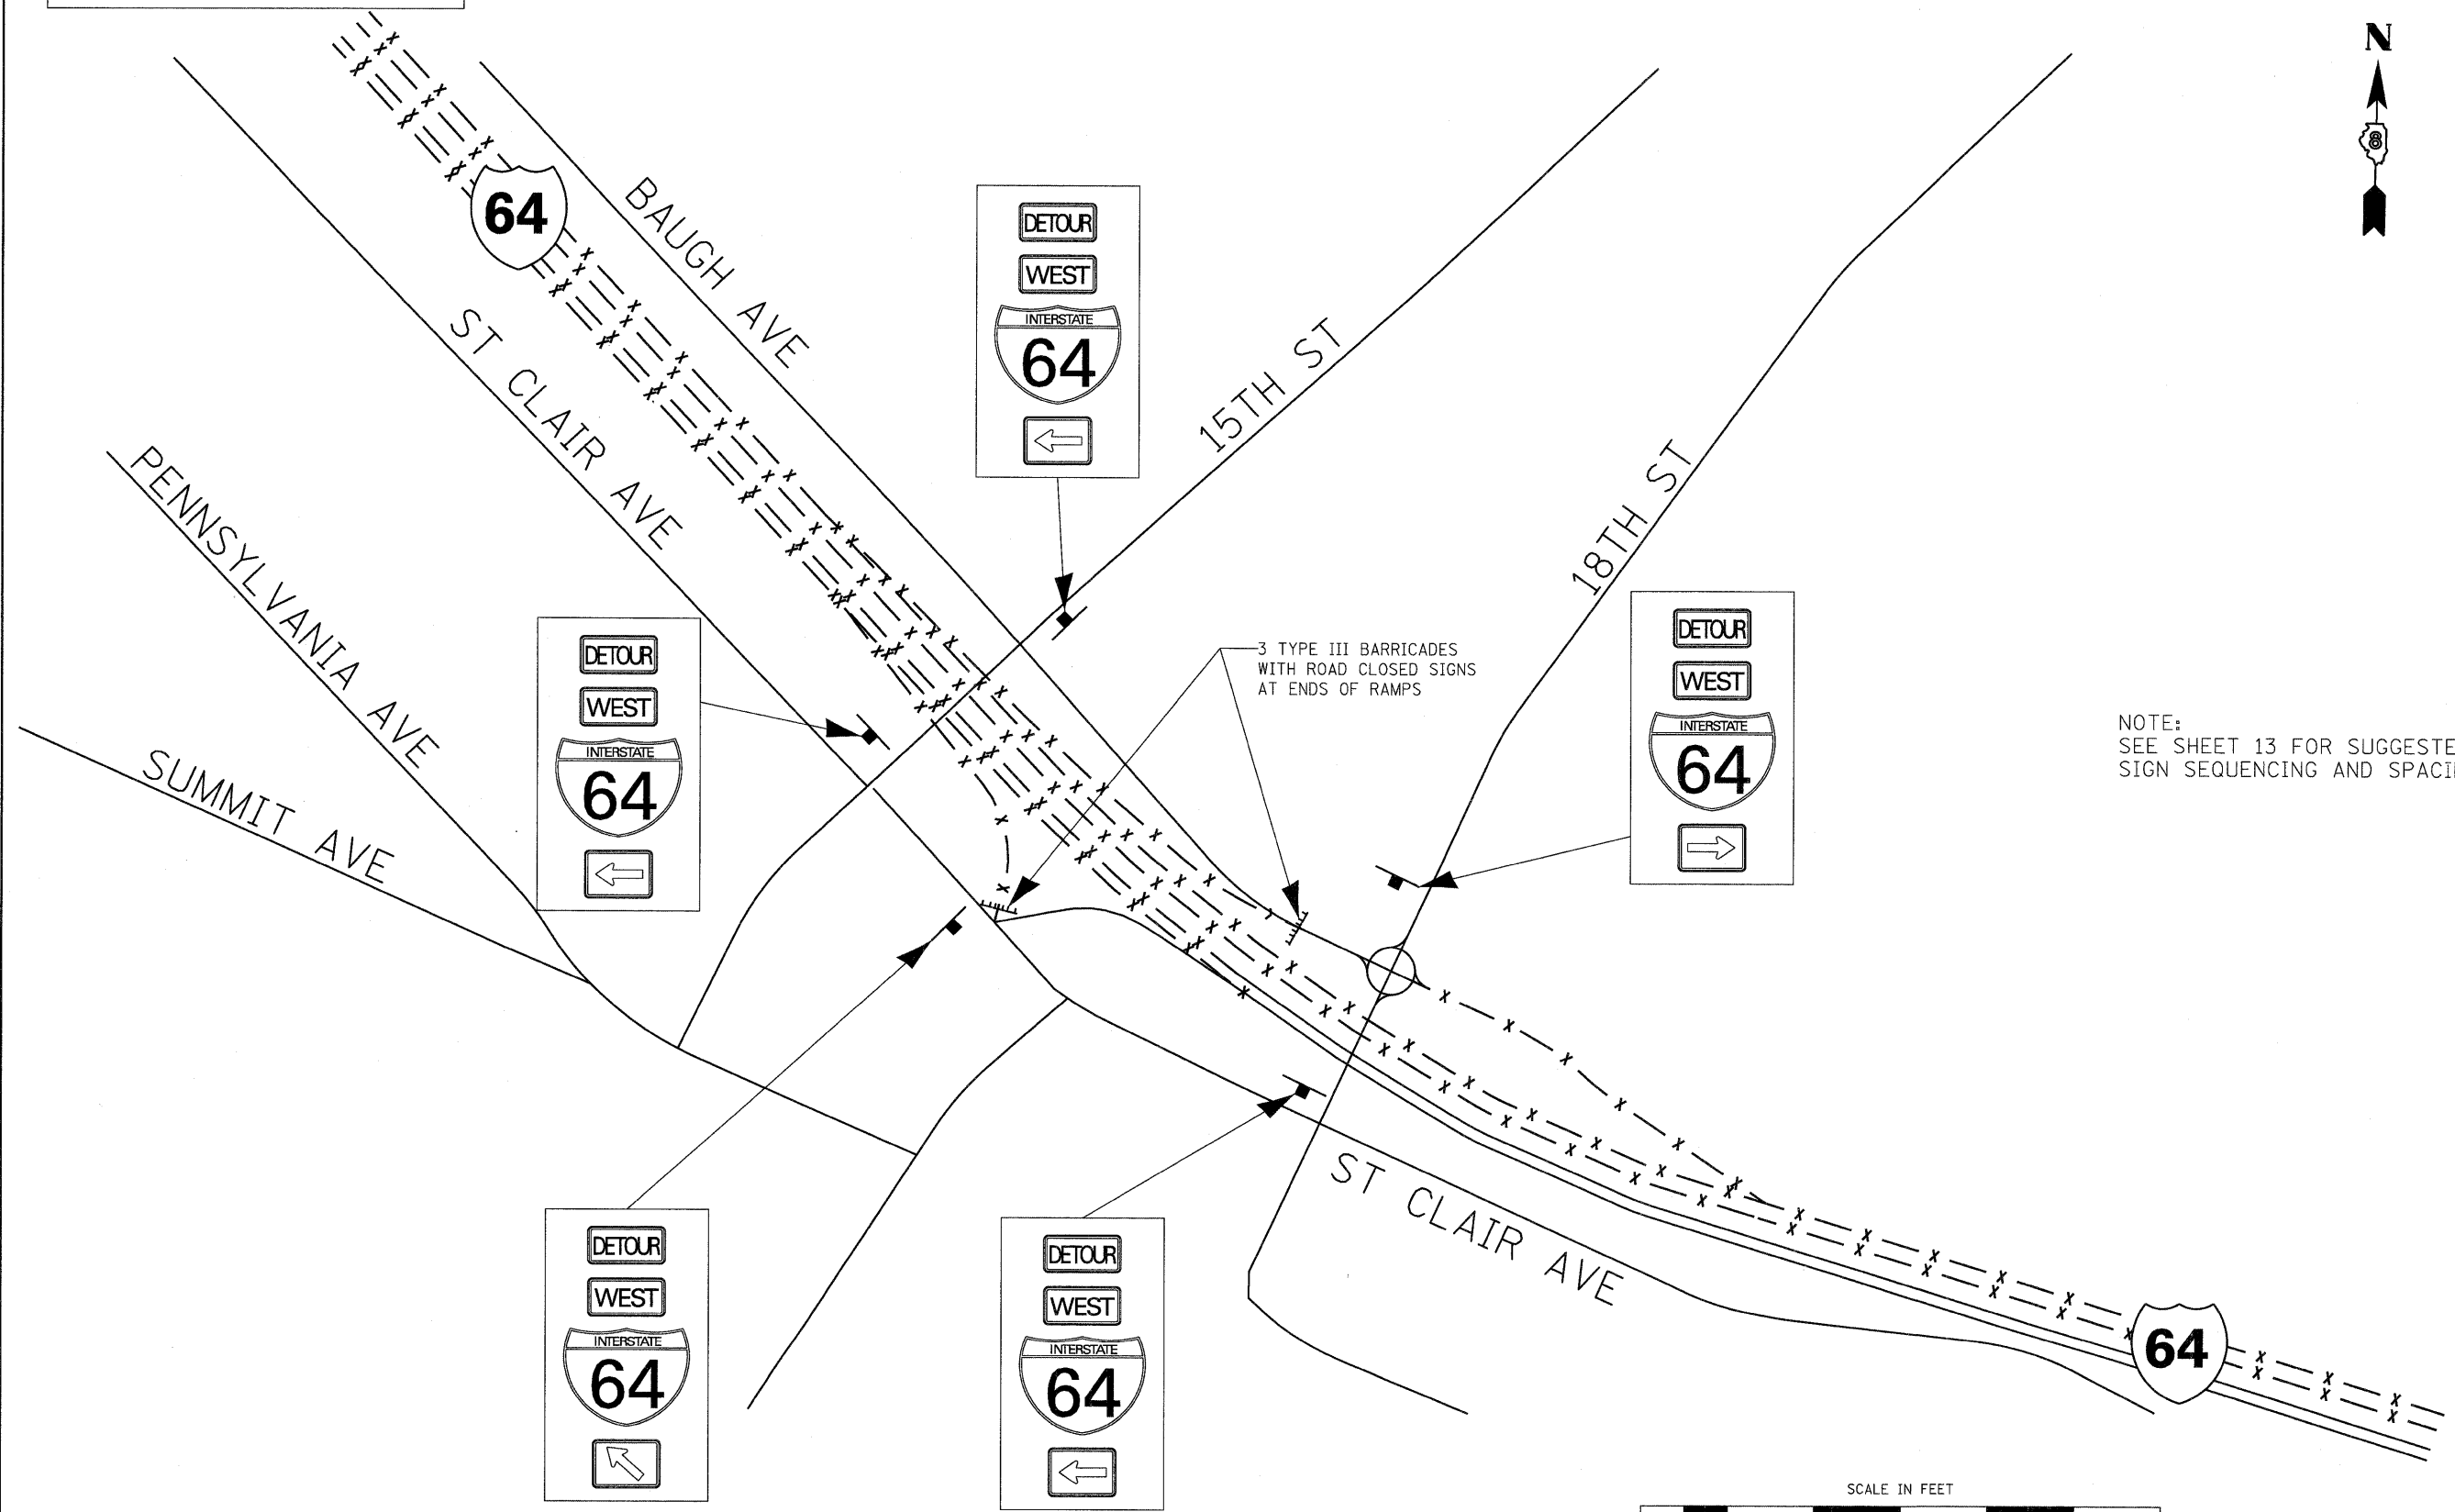 N
8
64
BAUGH AVE
DETOUR
WEST
INTERSTATE
64
15TH ST
ST CLAIR AVE
18TH ST
PENNSYLVANIA AVE
SUMMIT AVE
DETOUR
WEST
INTERSTATE
64
3 TYPE III BARRICADES
WITH ROAD CLOSED SIGNS
AT ENDS OF RAMPS
DETOUR
WEST
INTERSTATE
64
NOTE:
SEE SHEET 13 FOR SUGGESTE
SIGN SEQUENCING AND SPACI
ST CLAIR AVE
DETOUR
WEST
INTERSTATE
64
DETOUR
WEST
INTERSTATE
64
64
SCALE IN FEET